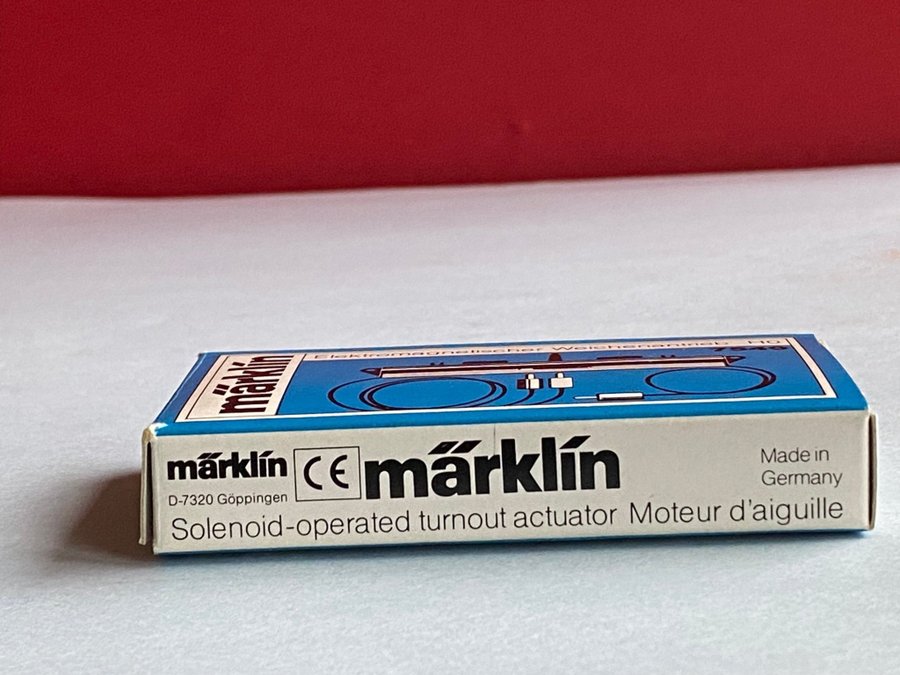 Elektromagnetischer Weichenantrieb H0
märklin
märklin CE märklin
D-7320 Göppingen
Made in
Germany
Solenoid-operated turnout actuator Moteur d'aiguille